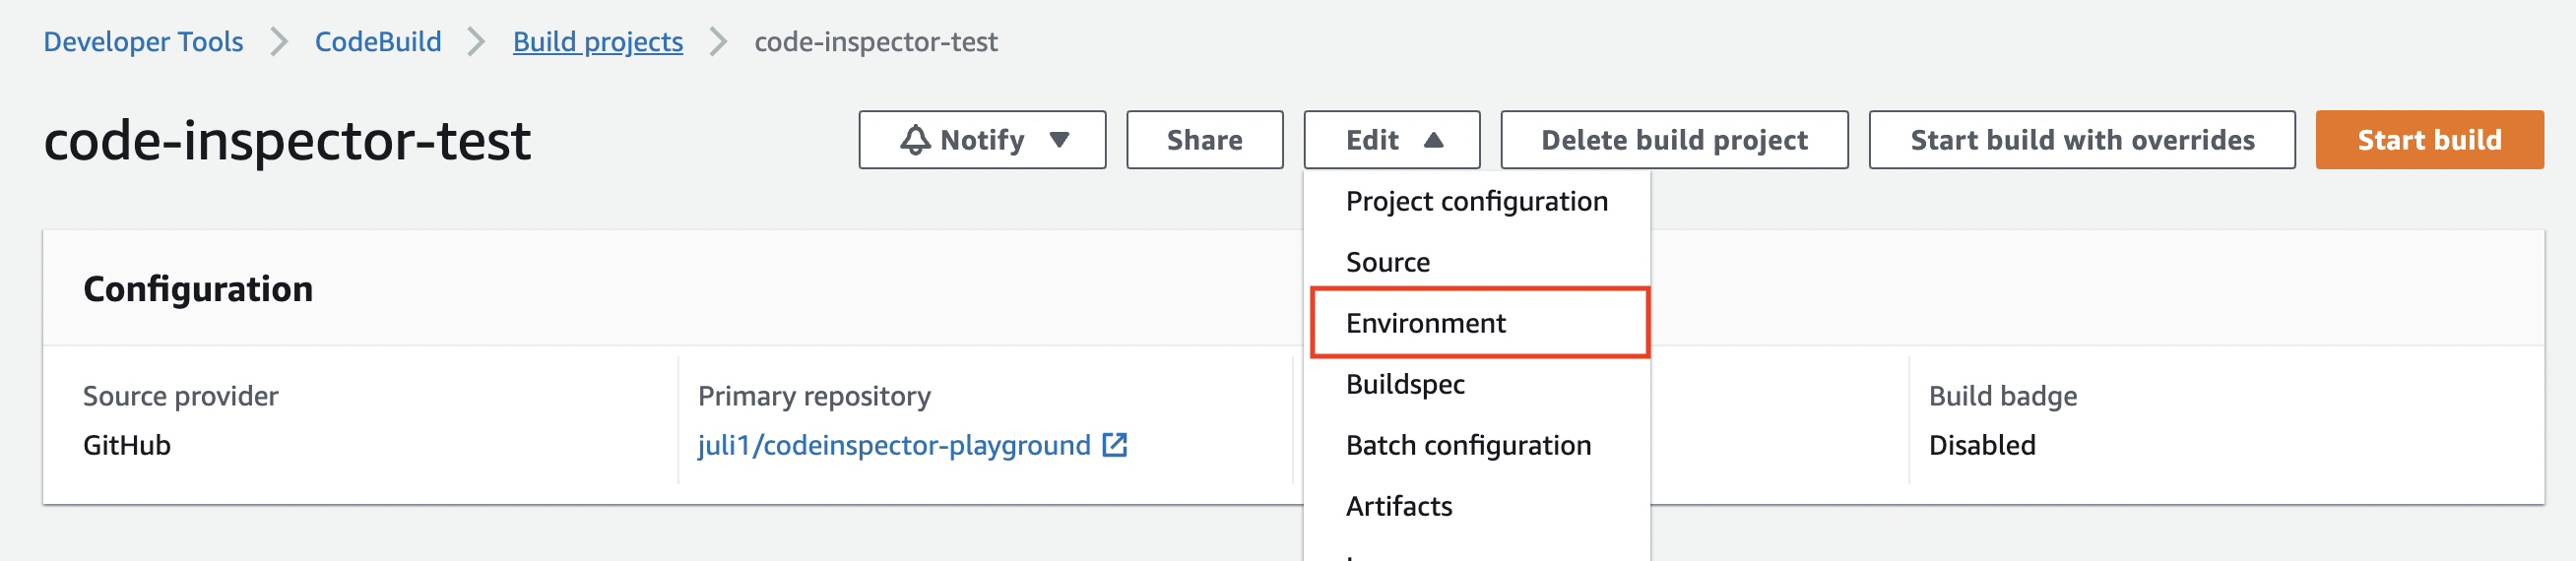 Developer Tools > CodeBuild > Build projects > code-inspector-test
code-inspector-test
Notify ▼
Share
Edit ▲
Delete build project
Start build with overrides
Start build
Project configuration
Source
Environment
Buildspec
Batch configuration
Artifacts
Configuration
Source provider
GitHub
Primary repository
juli1/codeinspector-playground
Build badge
Disabled